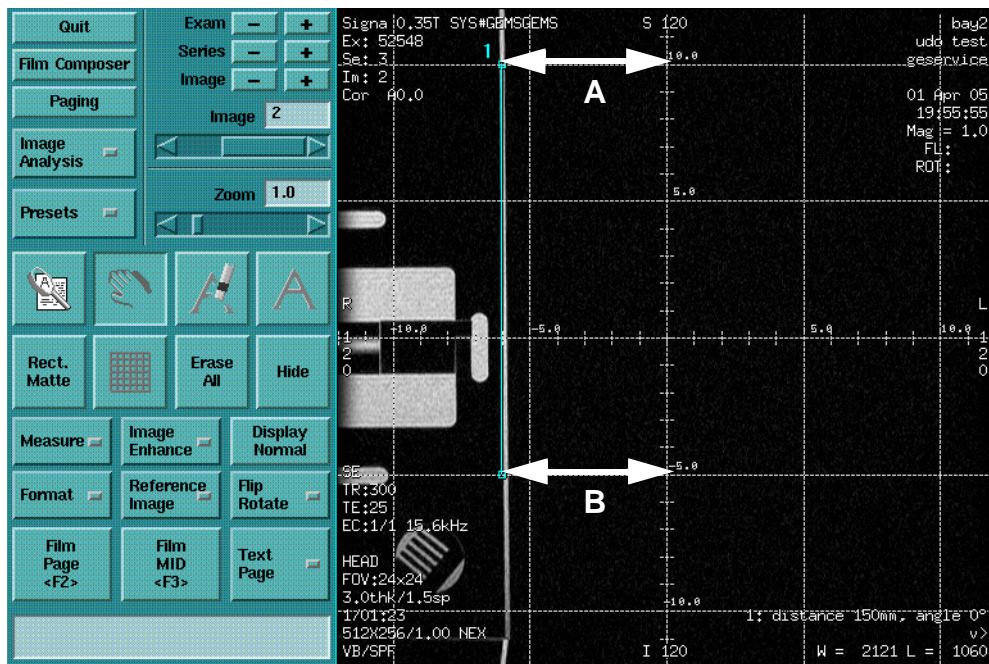 Quit
Exam - +
Film Composer
Series - +
Image - +
Paging
Image 2
Image
Analysis
Zoom 1.0
Presets
A
A
Rect.
Matte
Erase
All
Hide
Measure
Image
Enhance
Display
Normal
Format
Reference
Image
Flip
Rotate
Film
Page
<F2>
Film
MID
<F3>
Text
Page
Signa 0.35T SYS#GEMSGEMS
Ex: 52548
Se: 3
Im: 2
Cor A0.0
1
S 120
10.0
A
bay2
udo test
geservice
01 Apr 05
19:55:55
Mag = 1.0
FL:
ROT:
5.0
R
120
-10.0
-5.0
5.0
10.0
L
120
-5.0
B
SE
TR:300
TE:25
EC:1/1 15.6kHz
HEAD
FOV:24x24
3.0thk/1.5sp
1/01:23
512X256/1.00 NEX
VB/SPF
-10.0
1: distance 150mm, angle 0°
v>
I 120
W = 2121 L = 1060